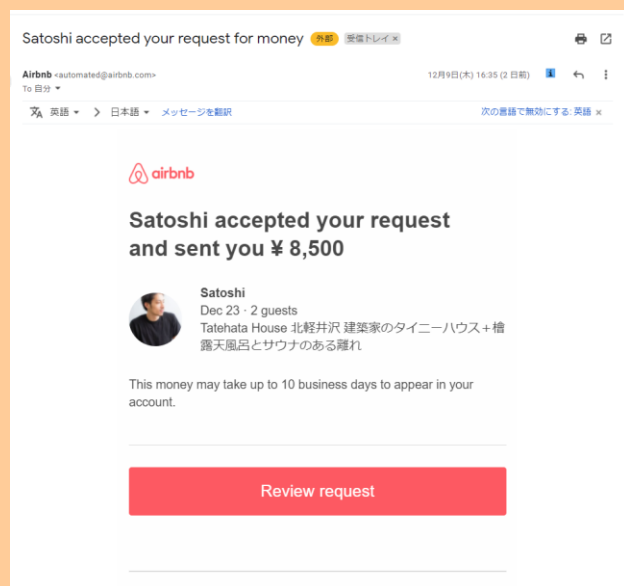 Satoshi accepted your request for money 外部 受信トレイ ×
Airbnb <automated@airbnb.com> 12月9日(木) 16:35 (2 日前)
To 自分
英語 > 日本語 メッセージを翻訳 次の言語で無効にする: 英語 ×
airbnb
Satoshi accepted your request
and sent you ¥ 8,500
Satoshi
Dec 23 · 2 guests
Tatehata House 北軽井沢 建築家のタイニーハウス+檜
露天風呂とサウナのある離れ
This money may take up to 10 business days to appear in your
account.
Review request